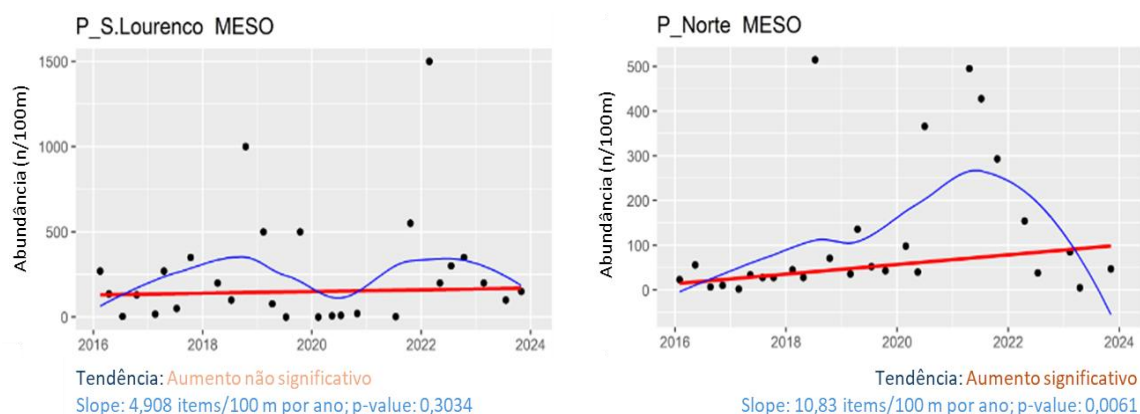 P_S.Lourenco MESO
Abundância (n/100m)
1500
1000
500
0
2016
2018
2020
2022
2024
Tendência: Aumento não significativo
Slope: 4,908 items/100 m por ano; p-value: 0,3034
P_Norte MESO
Abundância (n/100m)
500
400
300
200
100
0
2016
2018
2020
2022
2024
Tendência: Aumento significativo
Slope: 10,83 items/100 m por ano; p-value: 0,0061